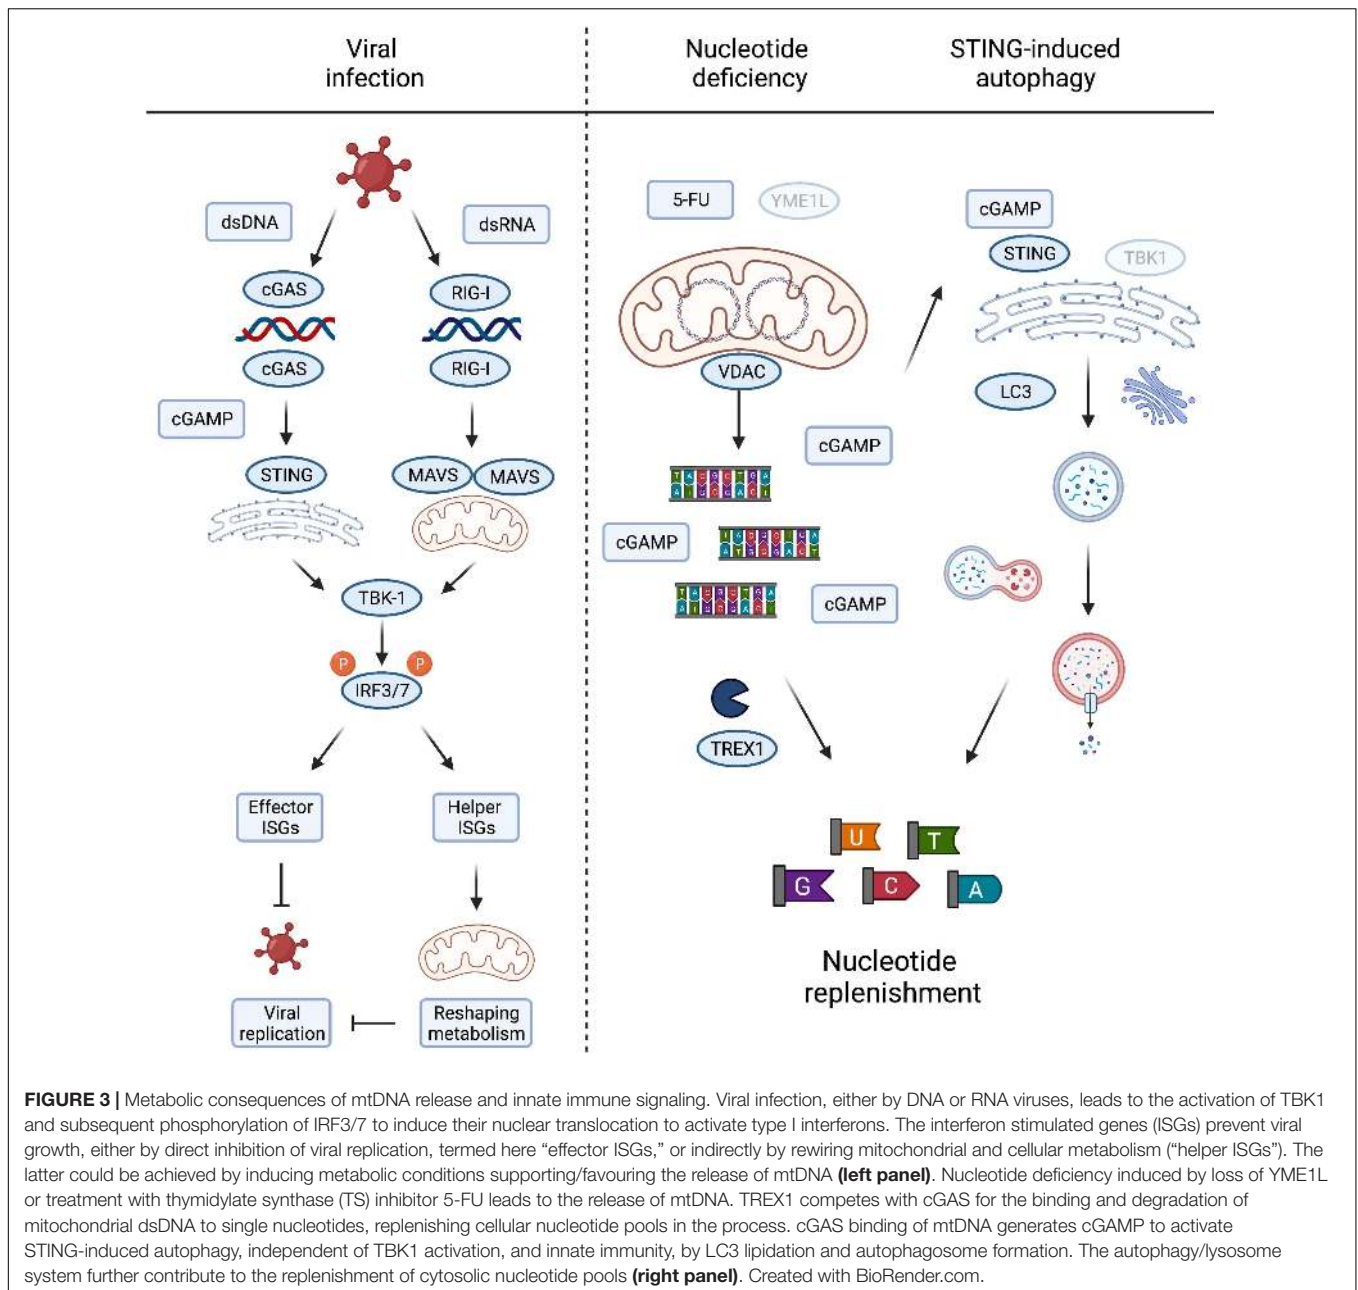 Viral
infection
Nucleotide
deficiency
STING-induced
autophagy
dsDNA
dsRNA
cGAS
RIG-I
cGAS
RIG-I
cGAMP
STING
MAVS
MAVS
TBK-1
P
P
IRF3/7
Effector
ISGs
Helper
ISGs
Viral
replication
Reshaping
metabolism
5-FU
YME1L
VDAC
cGAMP
T A C G C T G A
cGAMP
cGAMP
TREX1
cGAMP
STING
TBK1
LC3
U
T
G
C
A
Nucleotide
replenishment
FIGURE 3 | Metabolic consequences of mtDNA release and innate immune signaling. Viral infection, either by DNA or RNA viruses, leads to the activation of TBK1
and subsequent phosphorylation of IRF3/7 to induce their nuclear translocation to activate type I interferons. The interferon stimulated genes (ISGs) prevent viral
growth, either by direct inhibition of viral replication, termed here “effector ISGs,” or indirectly by rewiring mitochondrial and cellular metabolism (“helper ISGs”). The
latter could be achieved by inducing metabolic conditions supporting/favouring the release of mtDNA (left panel). Nucleotide deficiency induced by loss of YME1L
or treatment with thymidylate synthase (TS) inhibitor 5-FU leads to the release of mtDNA. TREX1 competes with cGAS for the binding and degradation of
mitochondrial dsDNA to single nucleotides, replenishing cellular nucleotide pools in the process. cGAS binding of mtDNA generates cGAMP to activate
STING-induced autophagy, independent of TBK1 activation, and innate immunity, by LC3 lipidation and autophagosome formation. The autophagy/lysosome
system further contribute to the replenishment of cytosolic nucleotide pools (right panel). Created with BioRender.com.